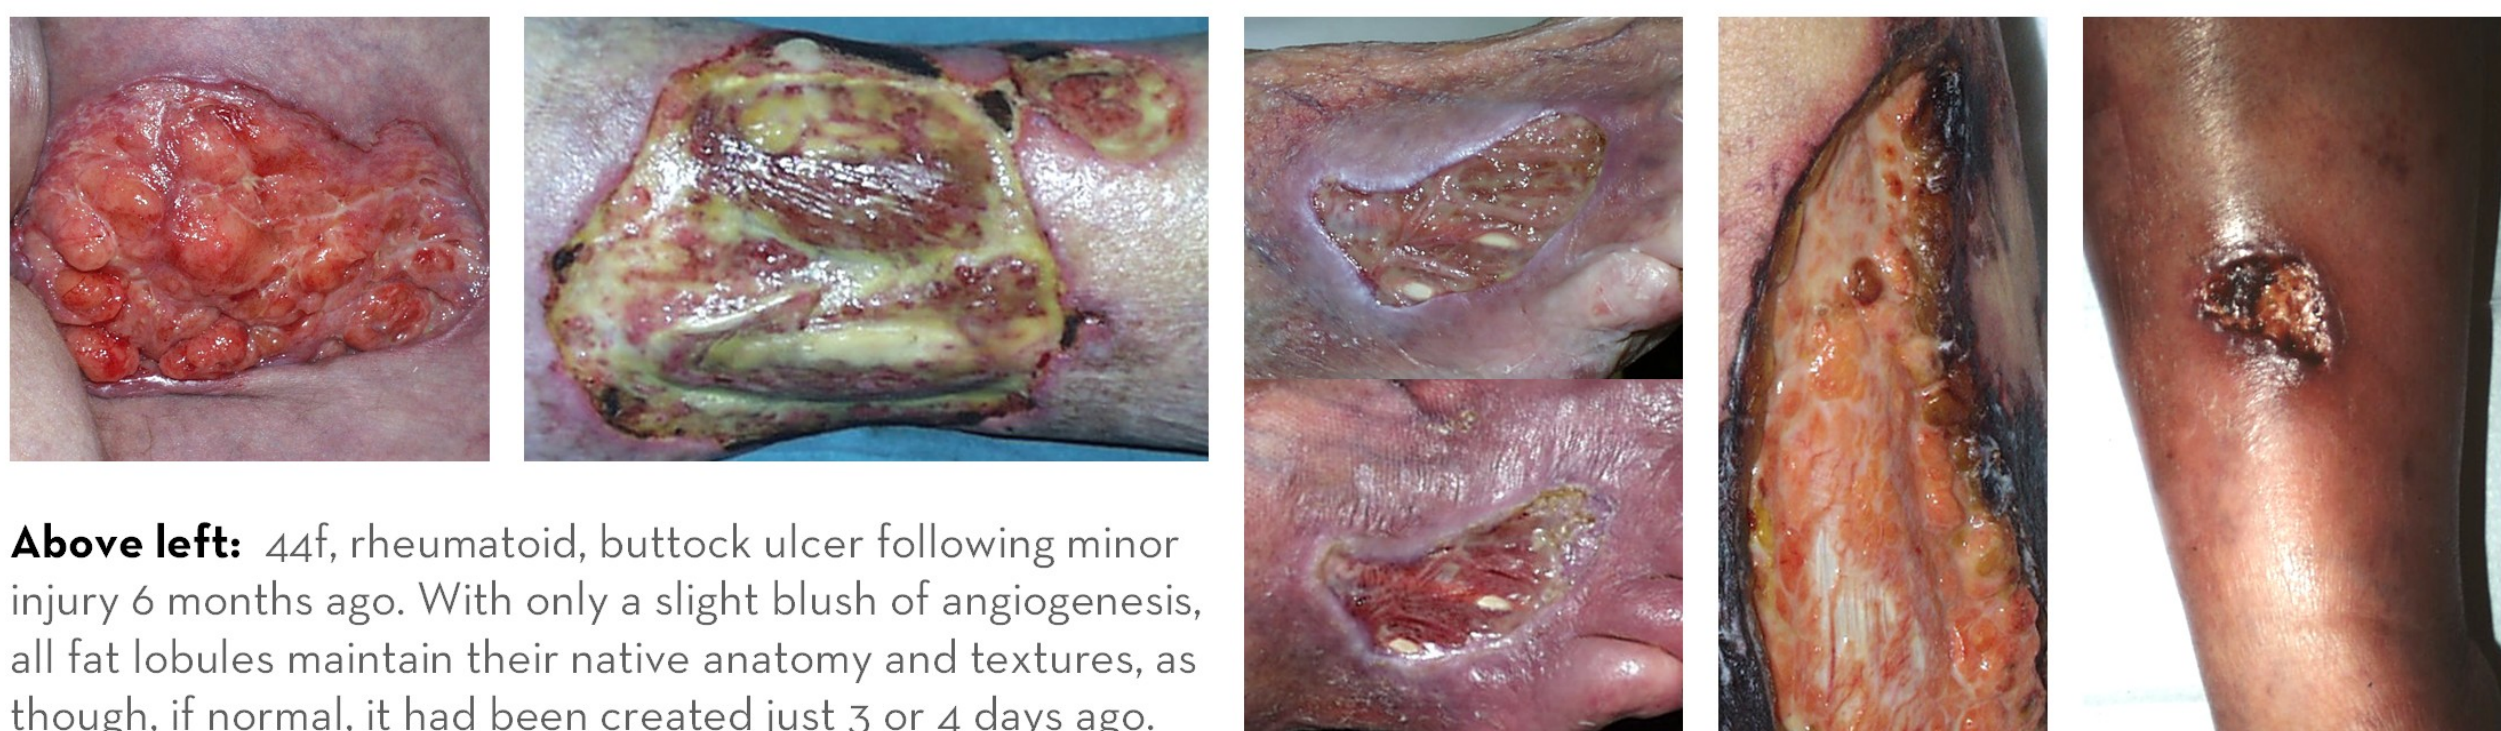 Above left: 44f, rheumatoid, buttock ulcer following minor
injury 6 months ago. With only a slight blush of angiogenesis,
all fat lobules maintain their native anatomy and textures, as
though, if normal, it had been created just 3 or 4 days ago.